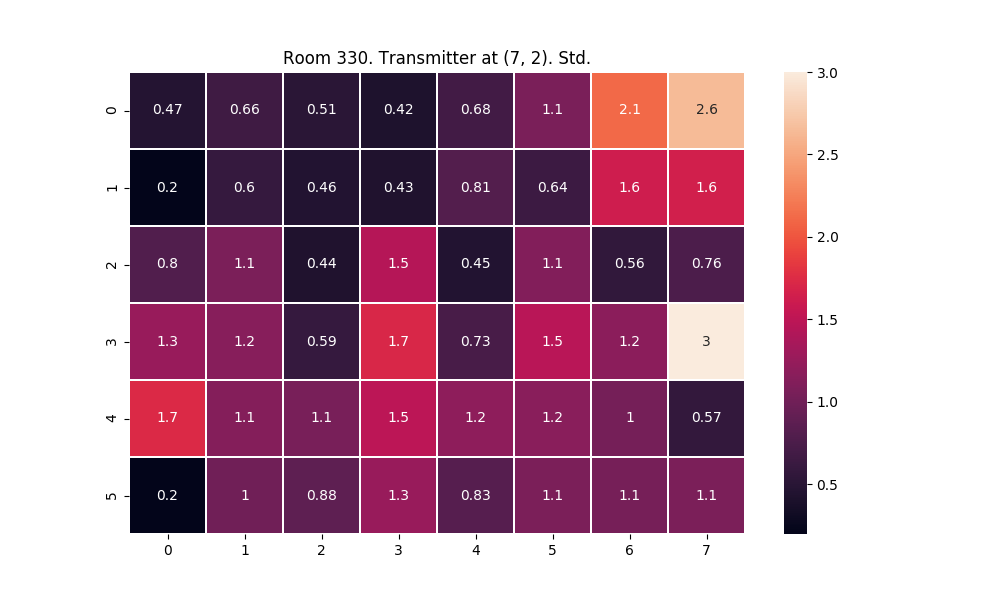 Room 330. Transmitter at (7, 2). Std.
0 0.47 0.66 0.51 0.42 0.68 1.1 2.1 2.6
1 0.2 0.6 0.46 0.43 0.81 0.64 1.6 1.6
2 0.8 1.1 0.44 1.5 0.45 1.1 0.56 0.76
3 1.3 1.2 0.59 1.7 0.73 1.5 1.2 3
4 1.7 1.1 1.1 1.5 1.2 1.2 1 0.57
5 0.2 1 0.88 1.3 0.83 1.1 1.1 1.1
0 1 2 3 4 5 6 7
3.0
2.5
2.0
1.5
1.0
0.5